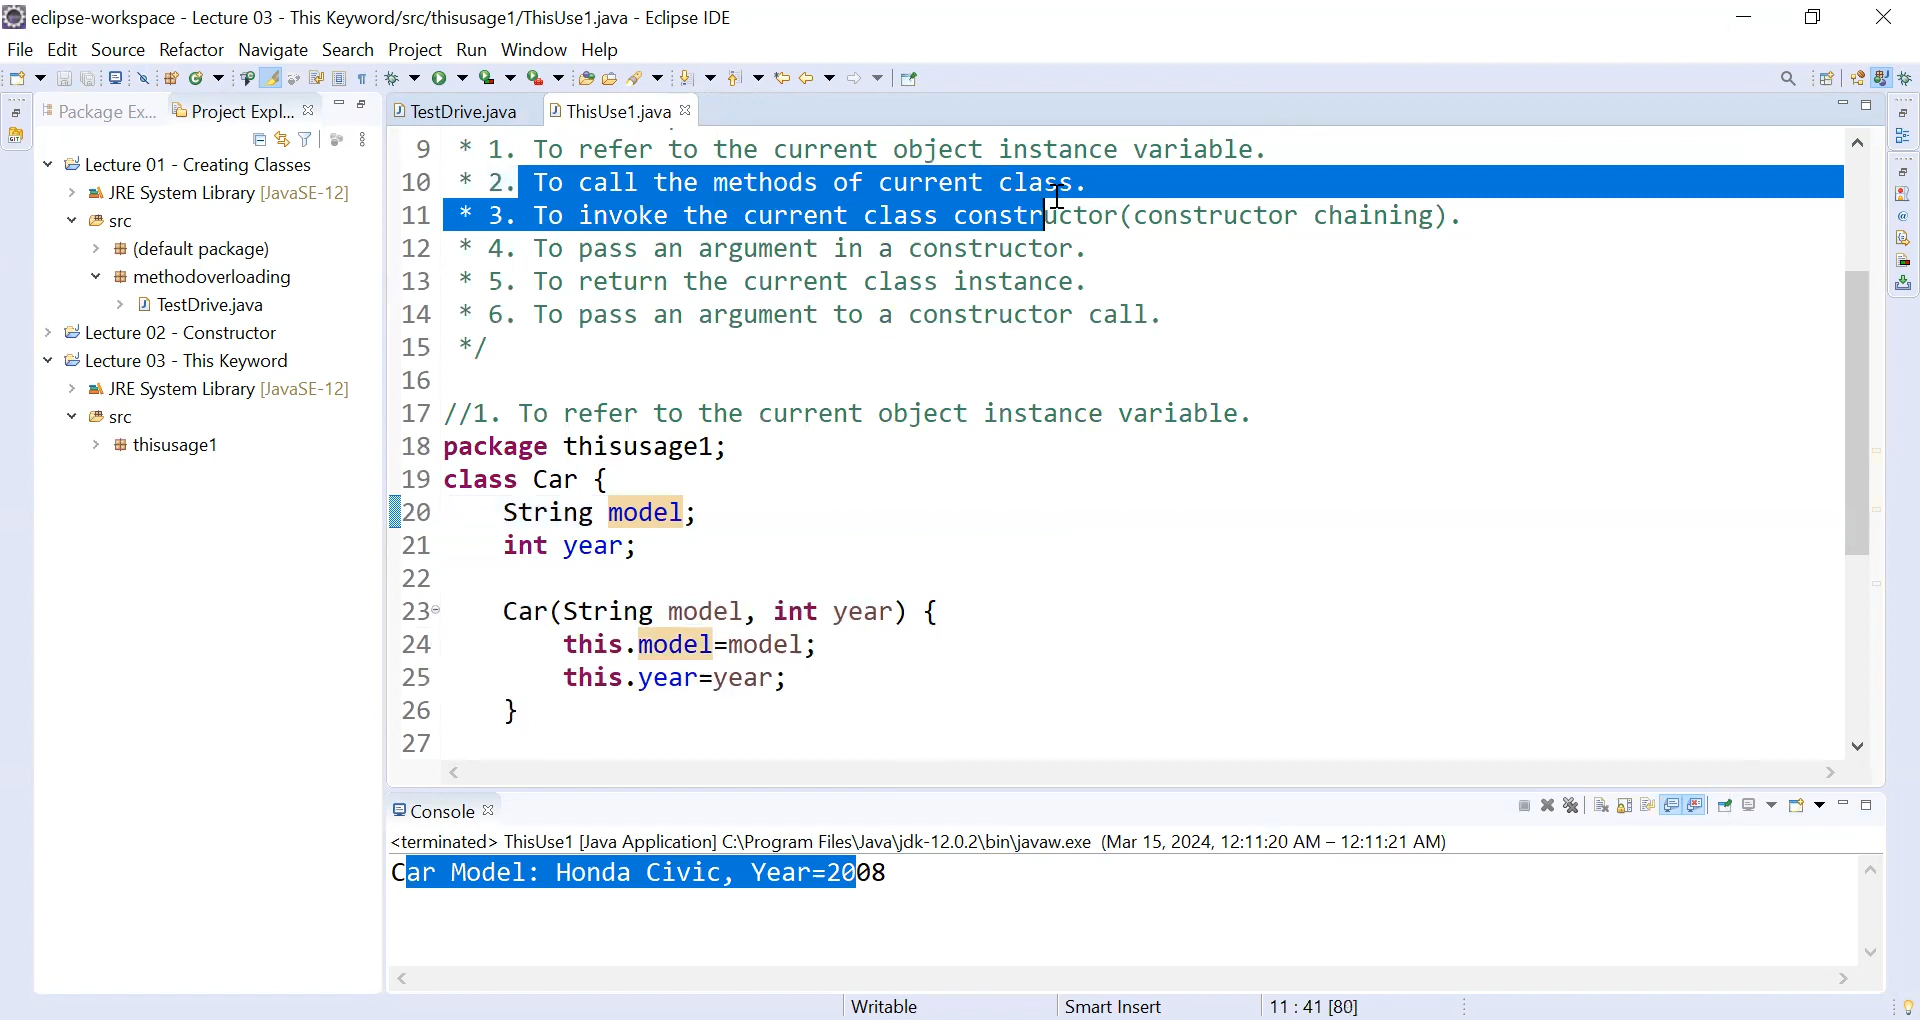 eclipse-workspace - Lecture 03 - This Keyword/src/thisusage1/ThisUse1.java - Eclipse IDE
File Edit Source Refactor Navigate Search Project Run Window Help
Package Ex...
Project Expl...
TestDrive.java
ThisUse1.java
Lecture 01 - Creating Classes
JRE System Library [JavaSE-12]
src
(default package)
methodoverloading
TestDrive.java
Lecture 02 - Constructor
Lecture 03 - This Keyword
JRE System Library [JavaSE-12]
src
thisusage1
9 * 1. To refer to the current object instance variable.
10 * 2. To call the methods of current class.
11 * 3. To invoke the current class constructor(constructor chaining).
12 * 4. To pass an argument in a constructor.
13 * 5. To return the current class instance.
14 * 6. To pass an argument to a constructor call.
15 */
16
17 //1. To refer to the current object instance variable.
18 package thisusage1;
19 class Car {
20 String model;
21 int year;
22
23 Car(String model, int year) {
24 this.model=model;
25 this.year=year;
26 }
27
Console
<terminated> ThisUse1 [Java Application] C:\Program Files\Java\jdk-12.0.2\bin\javaw.exe (Mar 15, 2024, 12:11:20 AM – 12:11:21 AM)
Car Model: Honda Civic, Year=2008
Writable
Smart Insert
11 : 41 [80]